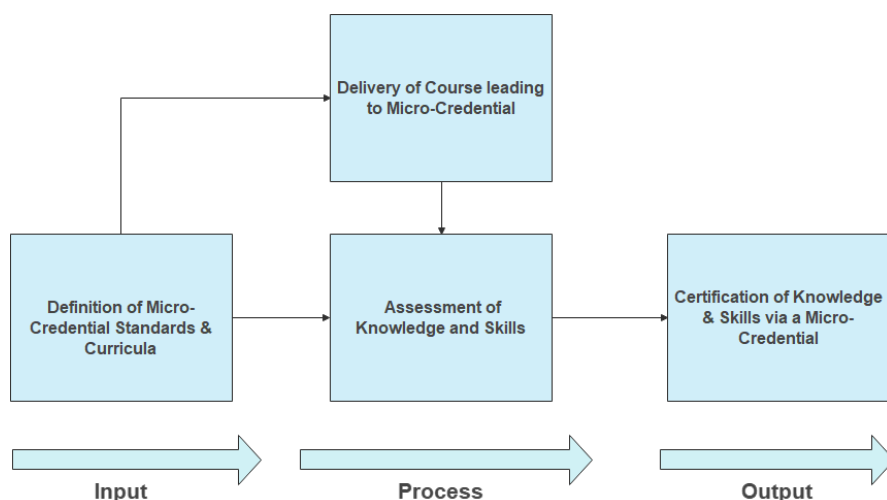 Delivery of Course leading
to Micro-Credential
Definition of Micro-
Credential Standards &
Curricula
Assessment of
Knowledge and Skills
Certification of Knowledge
& Skills via a Micro-
Credential
Input
Process
Output